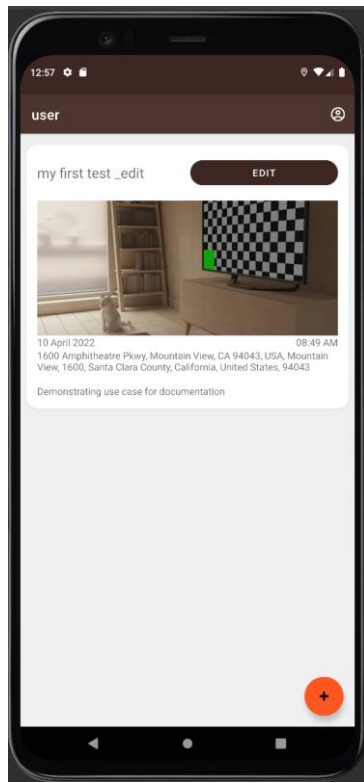 12:57
user
my first test _edit
EDIT
10 April 2022 08:49 AM
1600 Amphitheatre Pkwy, Mountain View, CA 94043, USA, Mountain
View, 1600, Santa Clara County, California, United States, 94043
Demonstrating use case for documentation
+